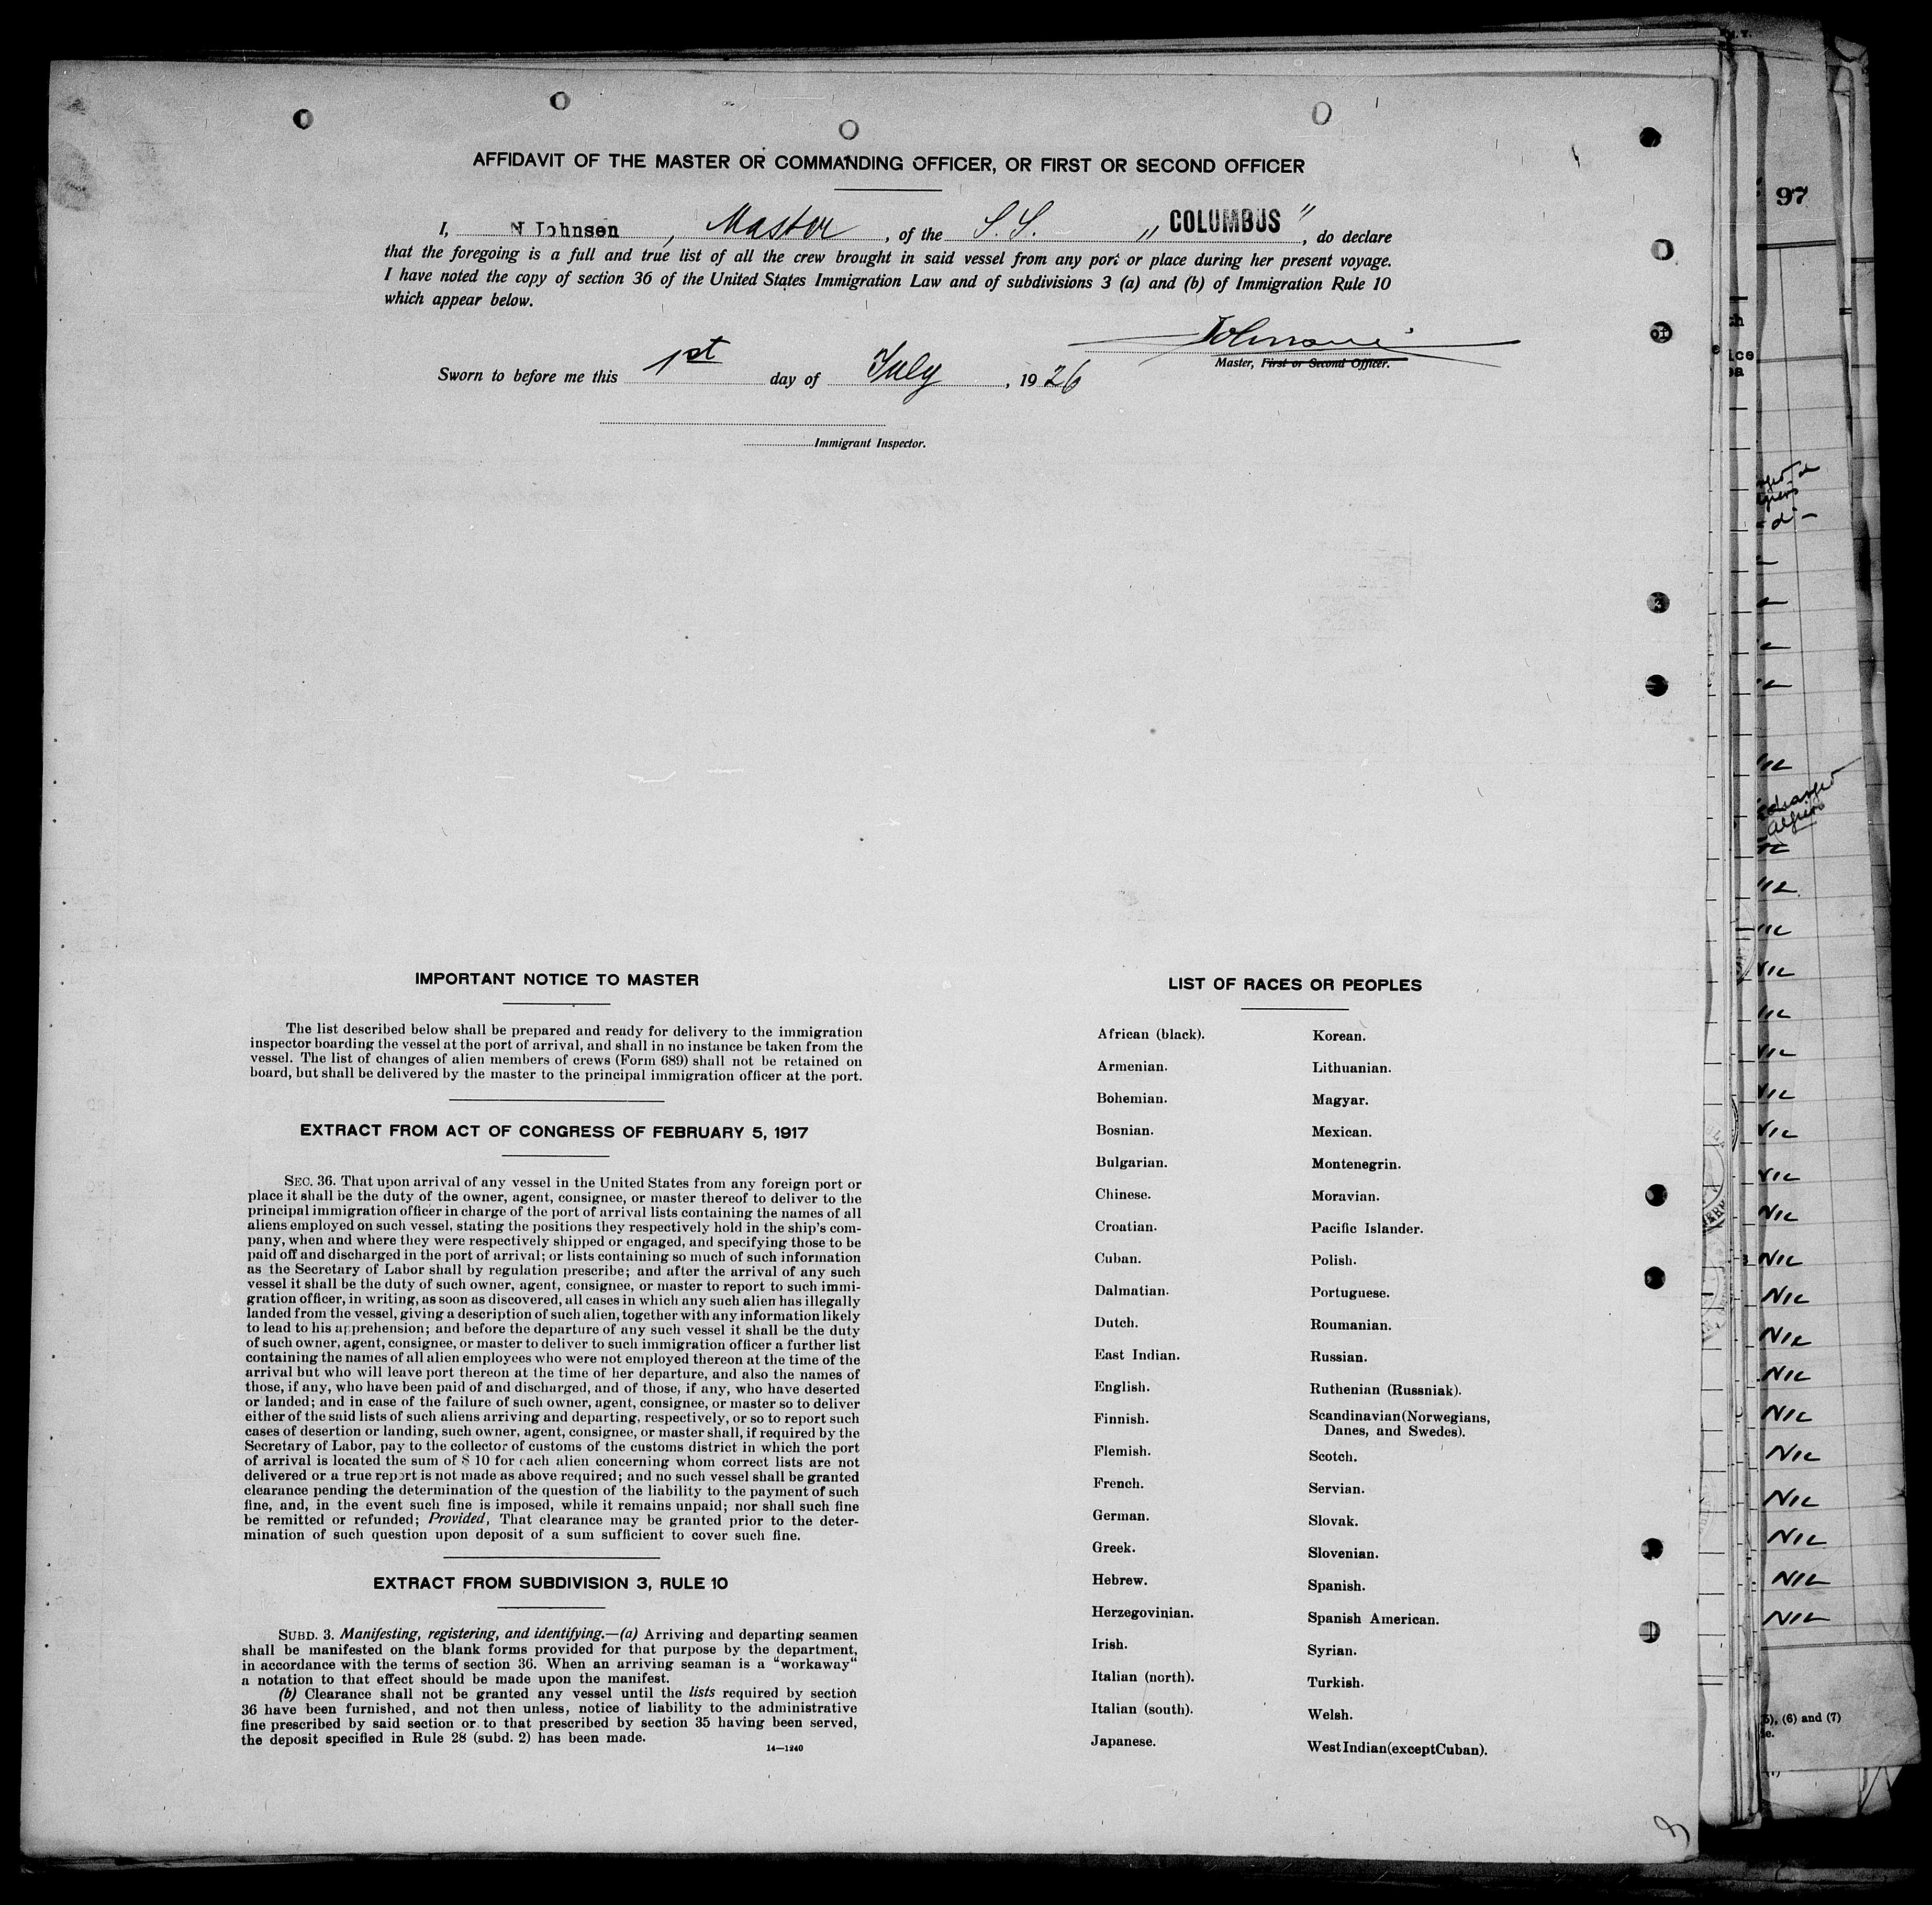 AFFIDAVIT OF THE MASTER OR COMMANDING OFFICER, OR FIRST OR SECOND OFFICER
I, N Johnsen, Master, of the S. S. „ COLUMBUS ", do declare
that the foregoing is a full and true list of all the crew brought in said vessel from any port or place during her present voyage.
I have noted the copy of section 36 of the United States Immigration Law and of subdivisions 3 (a) and (b) of Immigration Rule 10
which appear below.
Johnsen
Master, First or Second Officer.
Sworn to before me this 1st day of July, 1926
Immigrant Inspector.
IMPORTANT NOTICE TO MASTER
The list described below shall be prepared and ready for delivery to the immigration
inspector boarding the vessel at the port of arrival, and shall in no instance be taken from the
vessel. The list of changes of alien members of crews (Form 689) shall not be retained on
board, but shall be delivered by the master to the principal immigration officer at the port.
EXTRACT FROM ACT OF CONGRESS OF FEBRUARY 5, 1917
SEC. 36. That upon arrival of any vessel in the United States from any foreign port or
place it shall be the duty of the owner, agent, consignee, or master thereof to deliver to the
principal immigration officer in charge of the port of arrival lists containing the names of all
aliens employed on such vessel, stating the positions they respectively hold in the ship's com-
pany, when and where they were respectively shipped or engaged, and specifying those to be
paid off and discharged in the port of arrival; or lists containing so much of such information
as the Secretary of Labor shall by regulation prescribe; and after the arrival of any such
vessel it shall be the duty of such owner, agent, consignee, or master to report to such immi-
gration officer, in writing, as soon as discovered, all cases in which any such alien has illegally
landed from the vessel, giving a description of such alien, together with any information likely
to lead to his apprehension; and before the departure of any such vessel it shall be the duty
of such owner, agent, consignee, or master to deliver to such immigration officer a further list
containing the names of all alien employees who were not employed thereon at the time of the
arrival but who will leave port thereon at the time of her departure, and also the names of
those, if any, who have been paid of and discharged, and of those, if any, who have deserted
or landed; and in case of the failure of such owner, agent, consignee, or master so to deliver
either of the said lists of such aliens arriving and departing, respectively, or so to report such
cases of desertion or landing, such owner, agent, consignee, or master shall, if required by the
Secretary of Labor, pay to the collector of customs of the customs district in which the port
of arrival is located the sum of $ 10 for each alien concerning whom correct lists are not
delivered or a true report is not made as above required; and no such vessel shall be granted
clearance pending the determination of the question of the liability to the payment of such
fine, and, in the event such fine is imposed, while it remains unpaid; nor shall such fine
be remitted or refunded; Provided, That clearance may be granted prior to the deter-
mination of such question upon deposit of a sum sufficient to cover such fine.
EXTRACT FROM SUBDIVISION 3, RULE 10
SUBD. 3. Manifesting, registering, and identifying.—(a) Arriving and departing seamen
shall be manifested on the blank forms provided for that purpose by the department,
in accordance with the terms of section 36. When an arriving seaman is a “workaway“
a notation to that effect should be made upon the manifest.
(b) Clearance shall not be granted any vessel until the lists required by section
36 have been furnished, and not then unless, notice of liability to the administrative
fine prescribed by said section or to that prescribed by section 35 having been served,
the deposit specified in Rule 28 (subd. 2) has been made.
14—1240
LIST OF RACES OR PEOPLES
African (black).
Armenian.
Bohemian.
Bosnian.
Bulgarian.
Chinese.
Croatian.
Cuban.
Dalmatian.
Dutch.
East Indian.
English.
Finnish.
Flemish.
French.
German.
Greek.
Hebrew.
Herzegovinian.
Irish.
Italian (north).
Italian (south).
Japanese.
Korean.
Lithuanian.
Magyar.
Mexican.
Montenegrin.
Moravian.
Pacific Islander.
Polish.
Portuguese.
Roumanian.
Russian.
Ruthenian (Russniak).
Scandinavian (Norwegians,
Danes, and Swedes).
Scotch.
Servian.
Slovak.
Slovenian.
Spanish.
Spanish American.
Syrian.
Turkish.
Welsh.
West Indian (except Cuban).
97
NIL
NIL
NIL
NIL
NIL
NIL
NIL
NIL
NIL
NIL
(6) and (7)